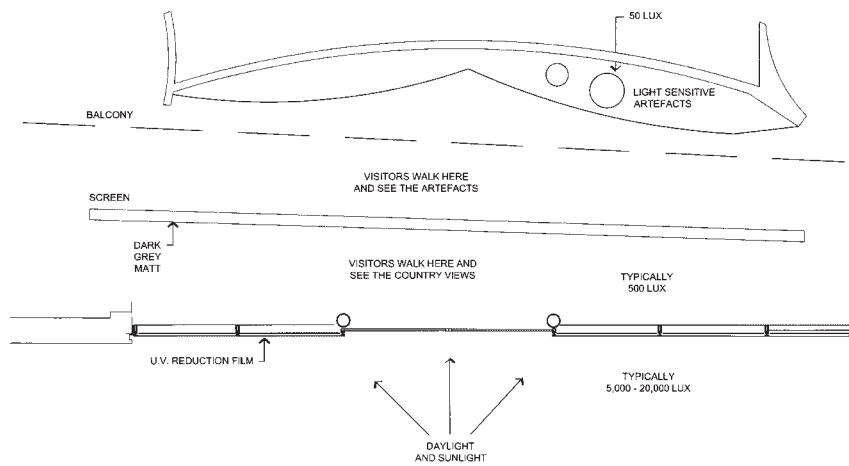 50 LUX
LIGHT SENSITIVE
ARTEFACTS
BALCONY
VISITORS WALK HERE
AND SEE THE ARTEFACTS
SCREEN
DARK
GREY
MATT
VISITORS WALK HERE AND
SEE THE COUNTRY VIEWS
TYPICALLY
500 LUX
U.V. REDUCTION FILM
TYPICALLY
5,000 - 20,000 LUX
DAYLIGHT
AND SUNLIGHT